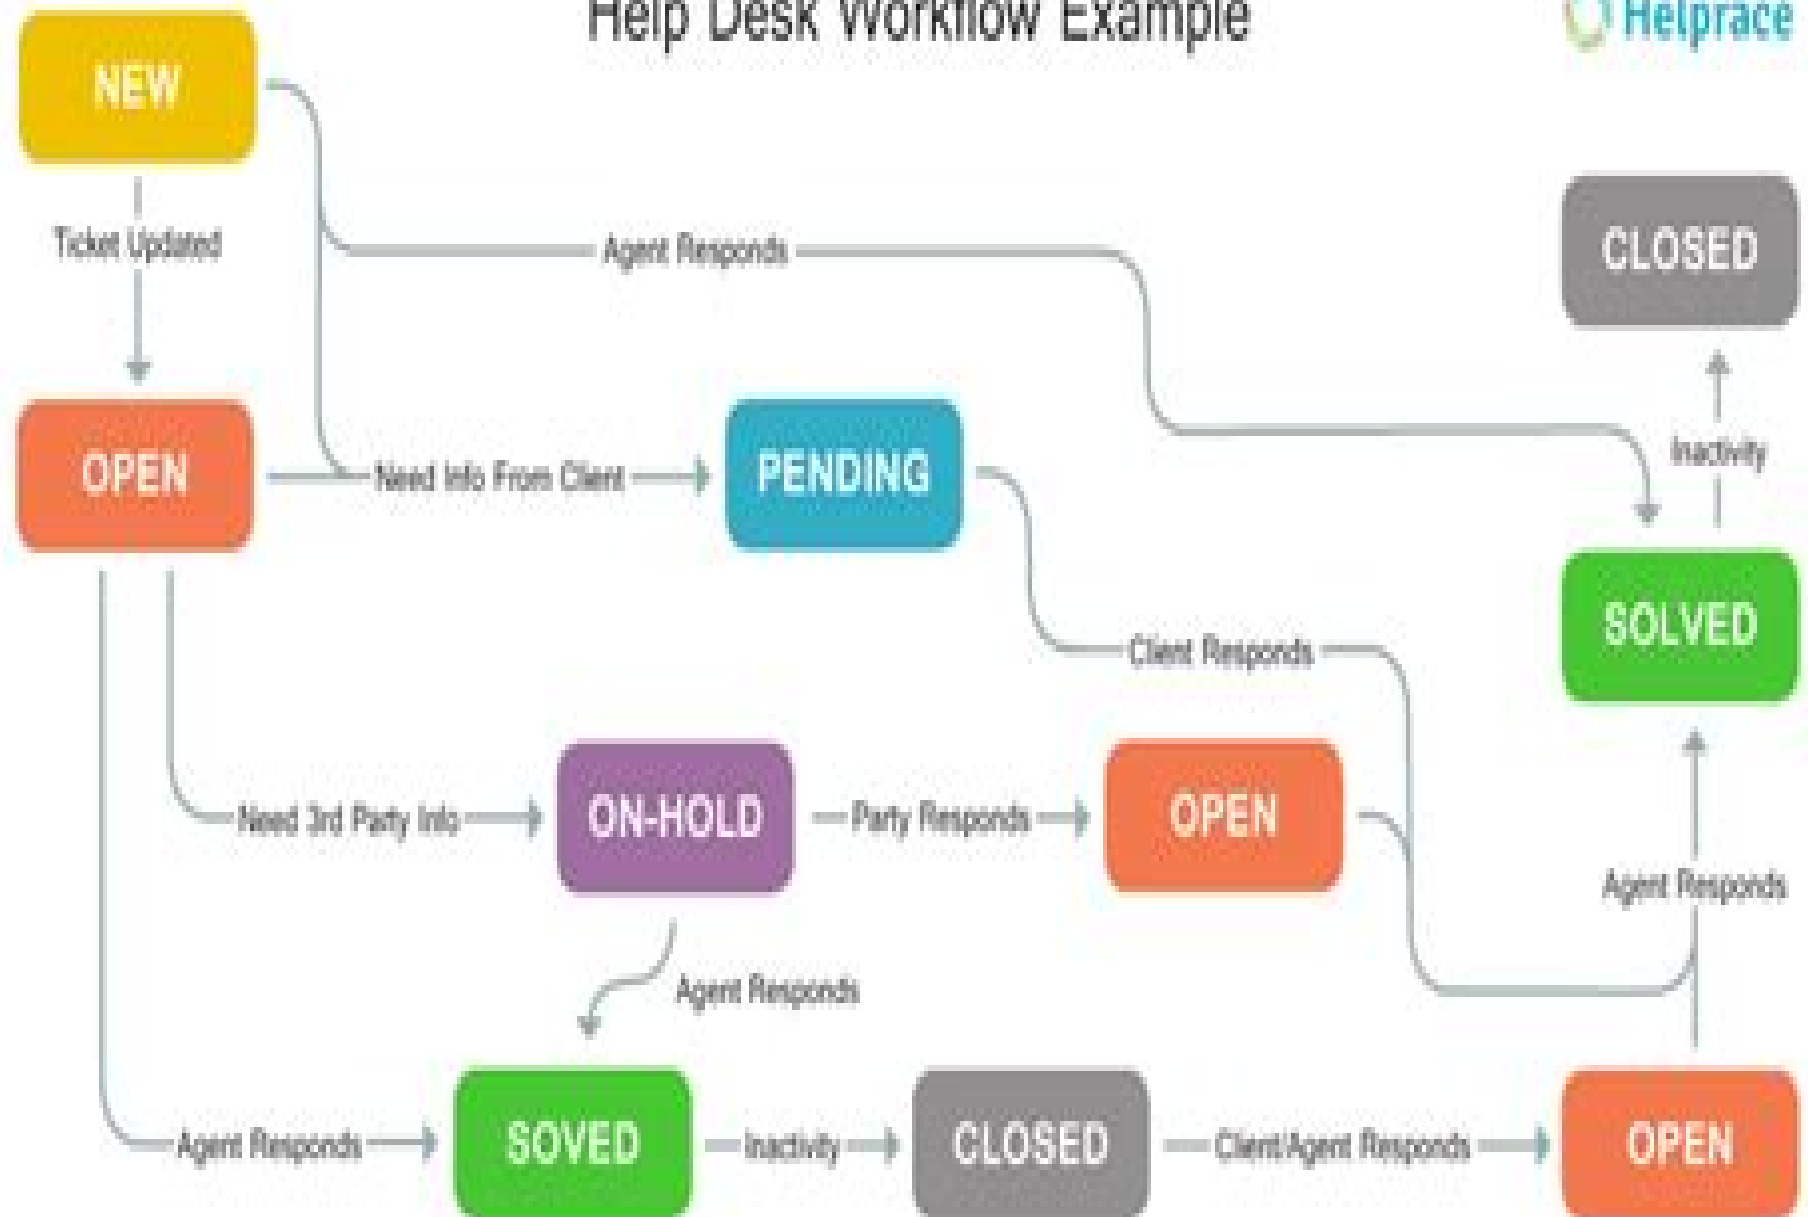 Help Desk Workflow Example
Helprace
NEW
Ticket Updated
Agent Responds
CLOSED
Inactivity
OPEN
Need Info From Client
PENDING
SOLVED
Client Responds
Need 3rd Party Info
ON-HOLD
Party Responds
OPEN
Agent Responds
Agent Responds
Agent Responds
SOVED
Inactivity
CLOSED
Client/Agent Responds
OPEN